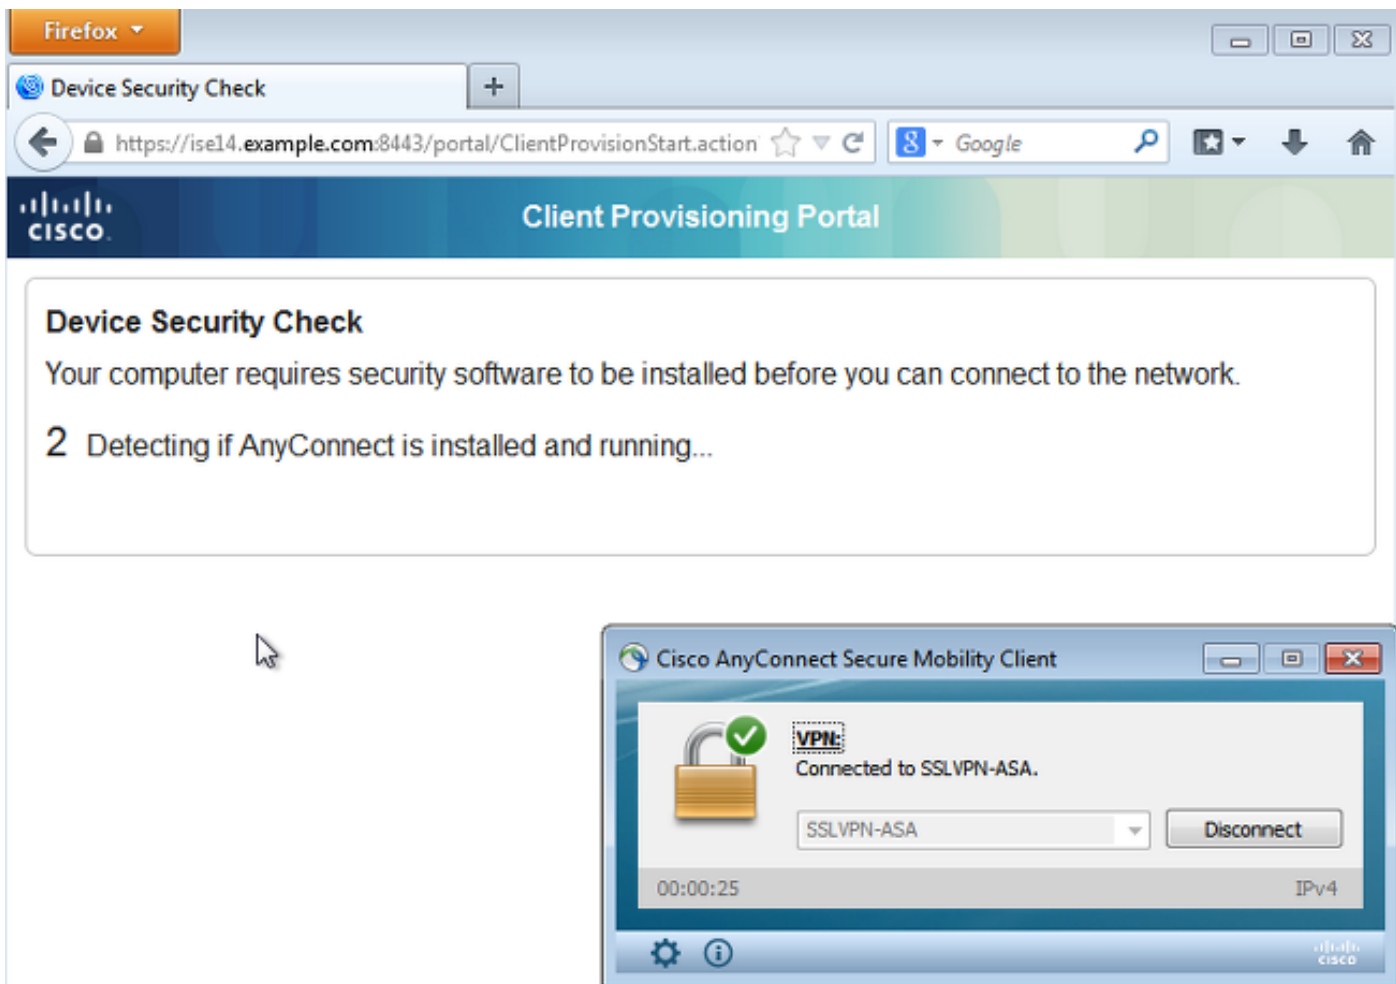 Firefox
Device Security Check
https://ise14.example.com:8443/portal/ClientProvisionStart.action
8
Google
CISCO
Client Provisioning Portal
Device Security Check
Your computer requires security software to be installed before you can connect to the network.
2 Detecting if AnyConnect is installed and running...
Cisco AnyConnect Secure Mobility Client
VPN:
Connected to SSLVPN-ASA.
SSLVPN-ASA
Disconnect
00:00:25
IPv4
CISCO